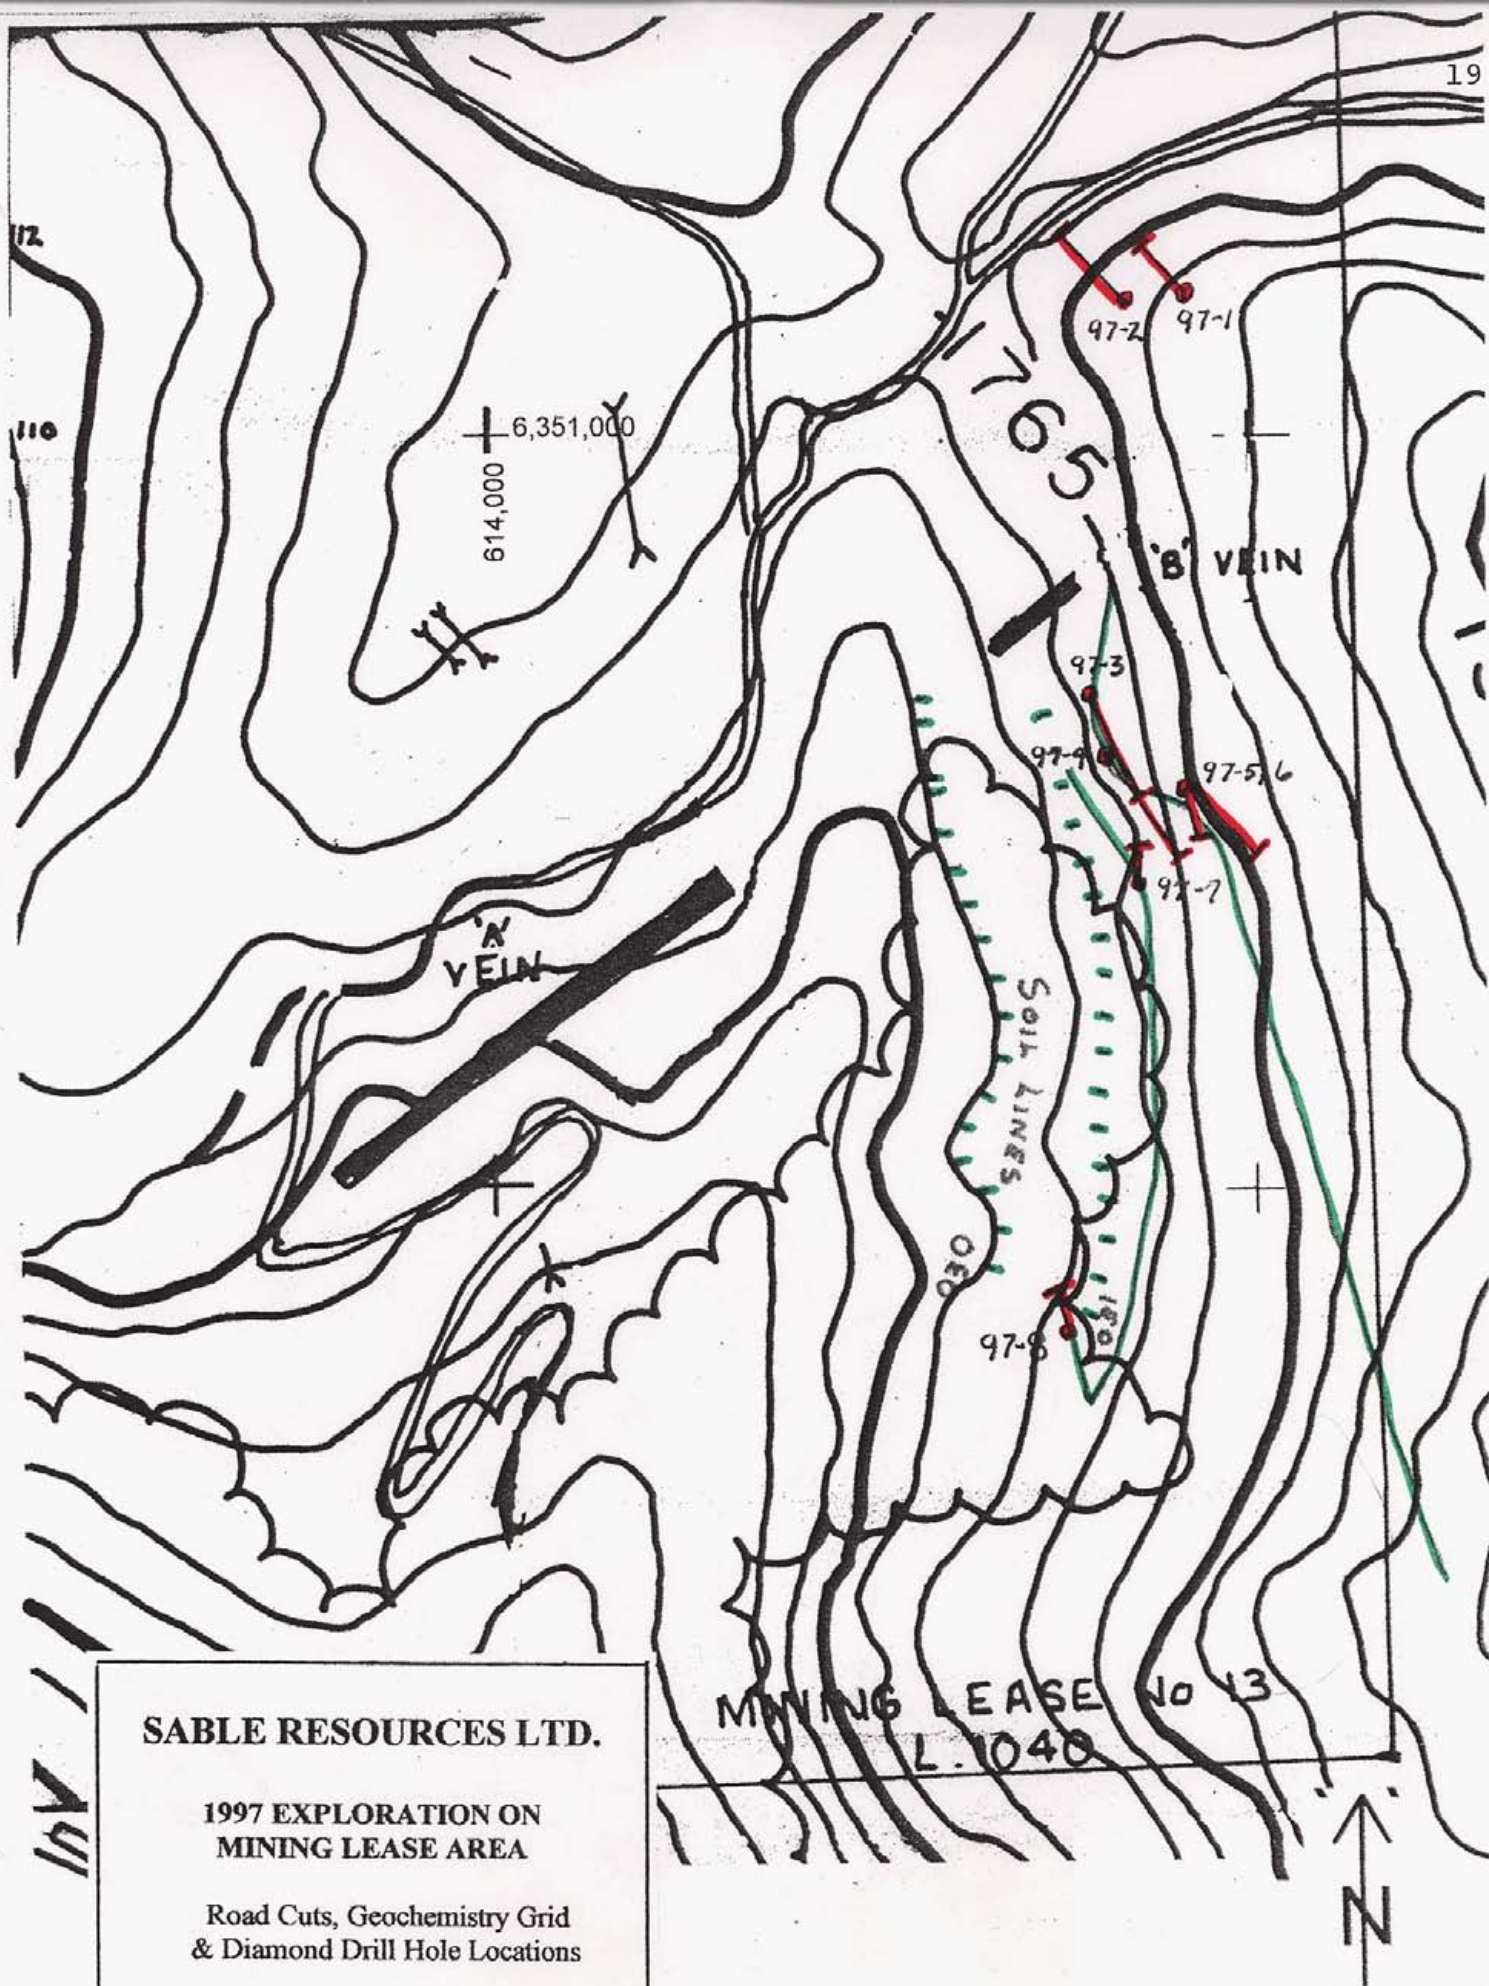 19
112
97-2
97-1
1765
110
6,351,000
614,000
'B' VEIN
97-3
97-4
97-5,6
97-7
'A'
VEIN
SOIL LINES
030
130
97-8
MINING LEASE No 13
L. 1040
SABLE RESOURCES LTD.
1997 EXPLORATION ON
MINING LEASE AREA
Road Cuts, Geochemistry Grid
& Diamond Drill Hole Locations
N